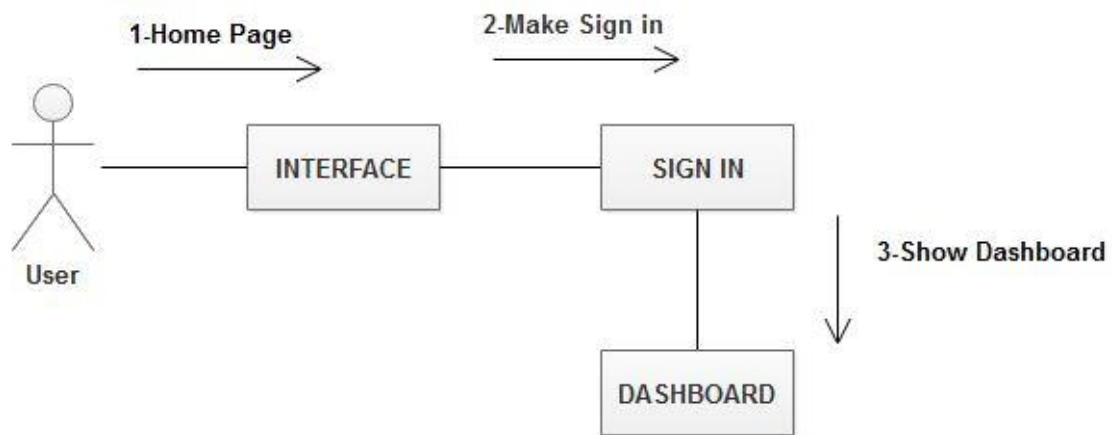 1-Home Page
2-Make Sign in
INTERFACE
SIGN IN
User
3-Show Dashboard
DASHBOARD